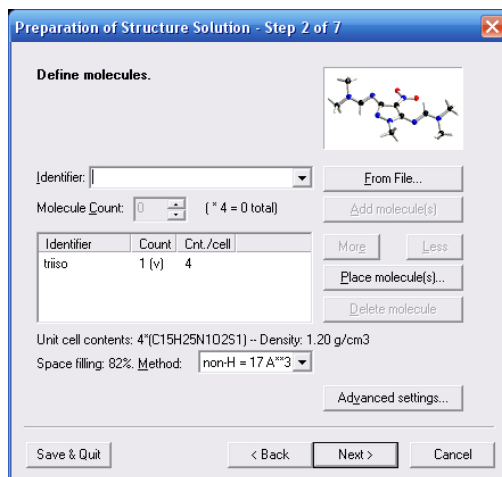 Preparation of Structure Solution - Step 2 of 7
Define molecules.
Identifier:
From File...
Molecule Count: 0 ( * 4 = 0 total)
Add molecule(s)
Identifier Count Cnt./cell
triiso 1 (v) 4
More Less
Place molecule(s)...
Delete molecule
Unit cell contents: 4*(C15H25N1O2S1) -- Density: 1.20 g/cm3
Space filling: 82%. Method: non-H = 17 A**3
Advanced settings...
Save & Quit < Back Next > Cancel